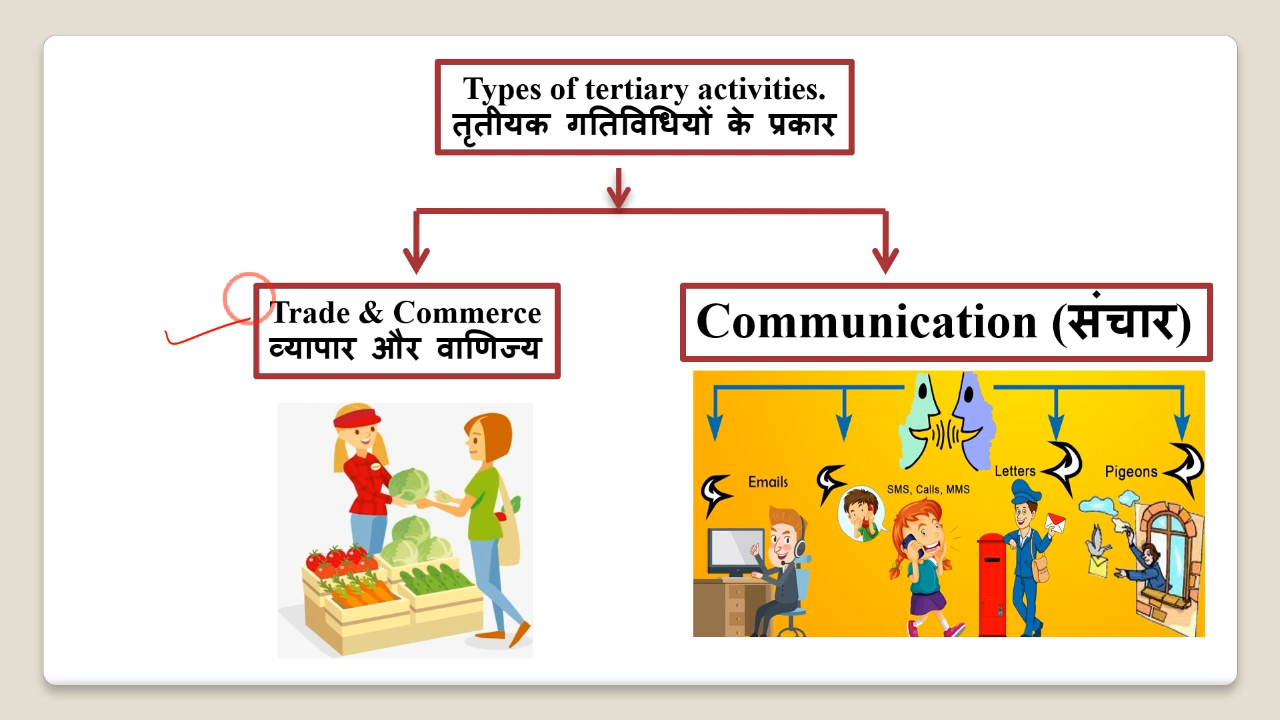 Types of tertiary activities.
तृतीयक गतिविधियों के प्रकार
Trade & Commerce
व्यापार और वाणिज्य
Communication (संचार)
Emails
SMS, Calls, MMS
Letters
Pigeons